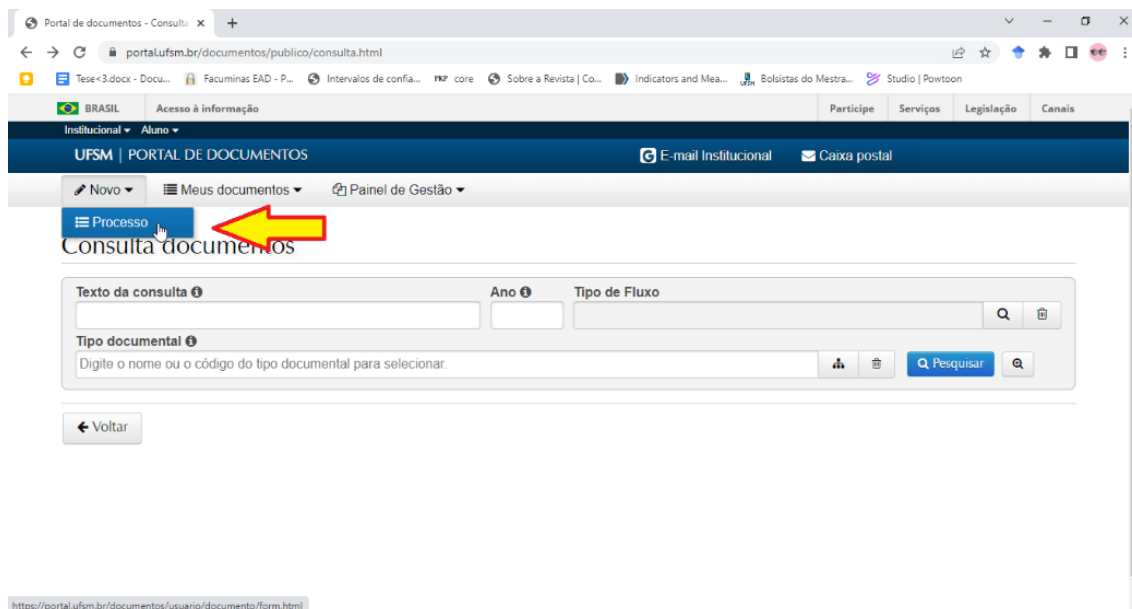 Portal de documentos - Consulta
portal.ufsm.br/documentos/publico/consulta.html
Tese<3.docx - Docu... Facuminas EAD - P... Intervalos de confia... PKP core Sobre a Revista | Co... Indicators and Mea... UFSM Bolsistas do Mestra... Studio | Powtoon
BRASIL Acesso à informação Participe Serviços Legislação Canais
Institucional Aluno
UFSM | PORTAL DE DOCUMENTOS E-mail Institucional Caixa postal
Novo Meus documentos Painel de Gestão
Processo
Consulta documentos
Texto da consulta Ano Tipo de Fluxo
Tipo documental
Digite o nome ou o código do tipo documental para selecionar. Pesquisar
Voltar
https://portal.ufsm.br/documentos/usuario/documento/form.html